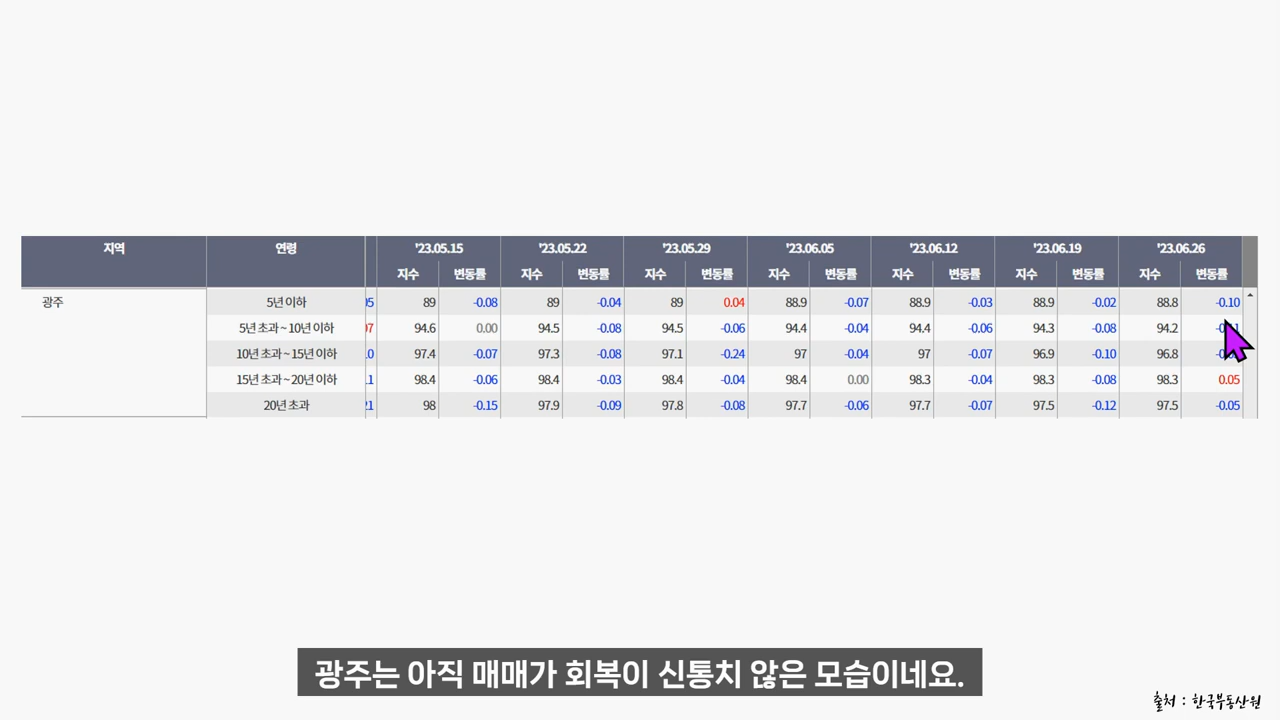 지역 연령 '23.05.15 '23.05.22 '23.05.29 '23.06.05 '23.06.12 '23.06.19 '23.06.26
지수 변동률 지수 변동률 지수 변동률 지수 변동률 지수 변동률 지수 변동률 지수 변동률
광주 5년 이하 89 -0.08 89 -0.04 89 0.04 88.9 -0.07 88.9 -0.03 88.9 -0.02 88.8 -0.10
5년 초과 ~ 10년 이하 94.6 0.00 94.5 -0.08 94.5 -0.06 94.4 -0.04 94.4 -0.06 94.3 -0.08 94.2
10년 초과 ~ 15년 이하 97.4 -0.07 97.3 -0.08 97.1 -0.24 97 -0.04 97 -0.07 96.9 -0.10 96.8
15년 초과 ~ 20년 이하 98.4 -0.06 98.4 -0.03 98.4 -0.04 98.4 0.00 98.3 -0.04 98.3 -0.08 98.3 0.05
20년 초과 98 -0.15 97.9 -0.09 97.8 -0.08 97.7 -0.06 97.7 -0.07 97.5 -0.12 97.5 -0.05
광주는 아직 매매가 회복이 신통치 않은 모습이네요.
출처 : 한국부동산원